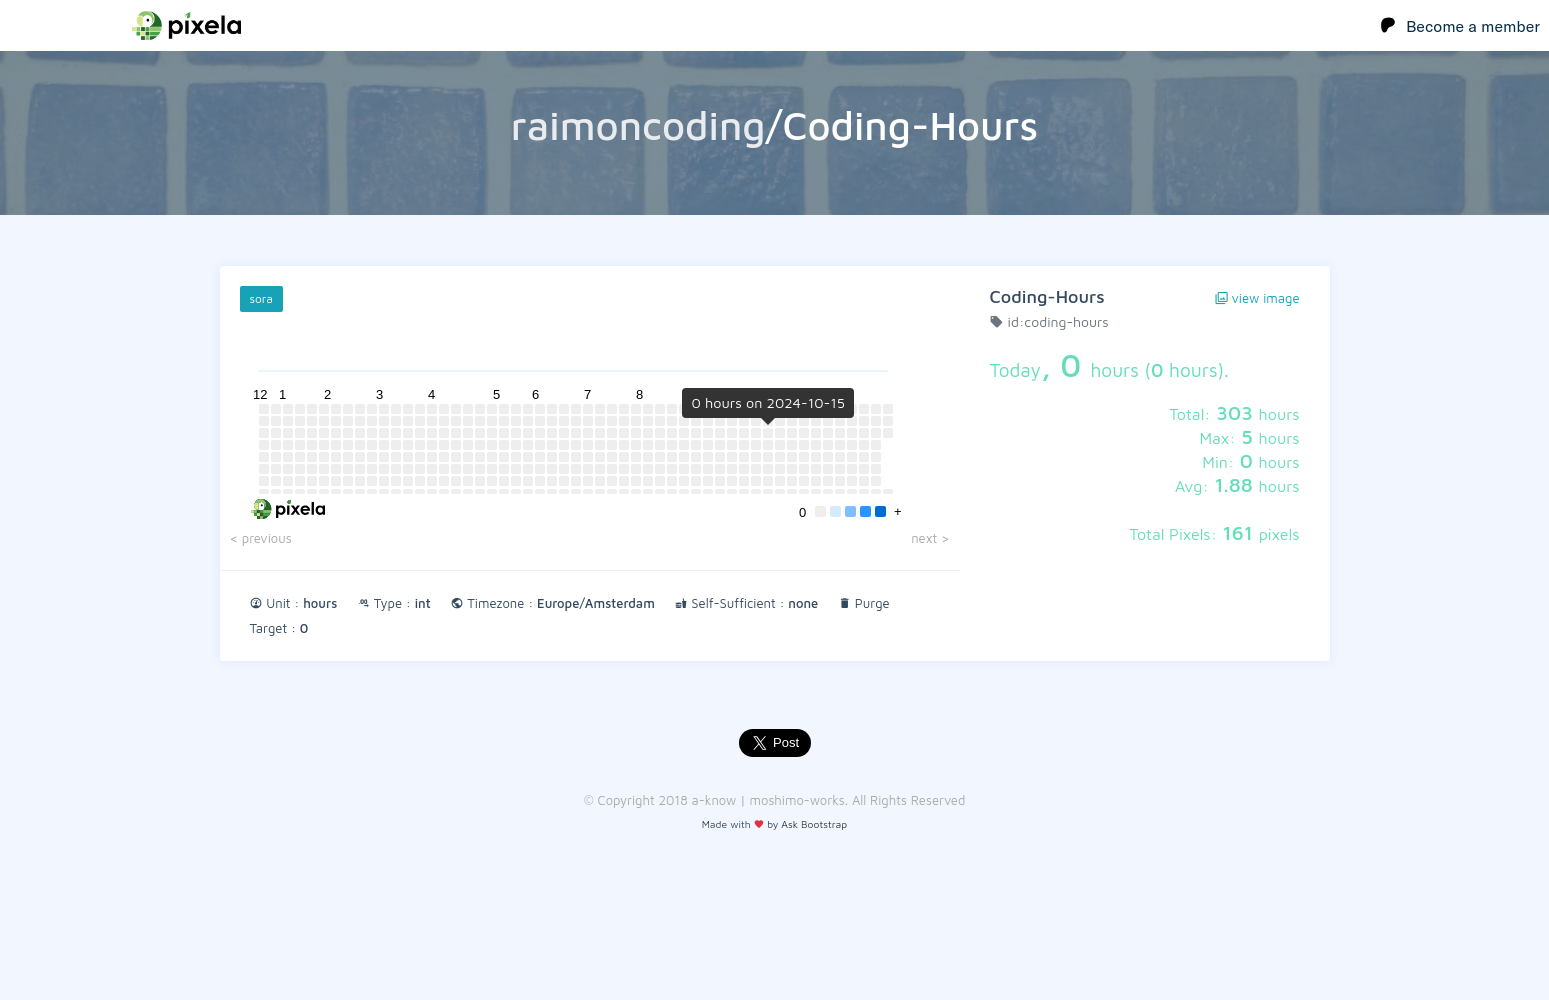 pixela
Become a member
raimoncoding/Coding-Hours
sora
Coding-Hours
view image
id:coding-hours
Today, 0 hours (0 hours).
12 1 2 3 4 5 6 7 8
0 hours on 2024-10-15
Total: 303 hours
Max: 5 hours
Min: 0 hours
Avg: 1.88 hours
Total Pixels: 161 pixels
pixela
0 +
< previous
next >
Unit : hours Type : int Timezone : Europe/Amsterdam Self-Sufficient : none Purge
Target : 0
Post
© Copyright 2018 a-know | moshimo-works. All Rights Reserved
Made with ♥ by Ask Bootstrap